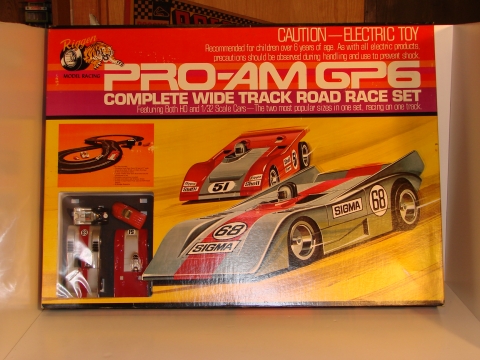 CAUTION—ELECTRIC TOY
Recommended for children over 8 years of age. As with all electric products,
precautions should be observed during handling and use to prevent shock.
Riggen
MODEL RACING
PRO-AM GP6
COMPLETE WIDE TRACK ROAD RACE SET
Featuring Both HO and 1/32 Scale Cars—The two most popular sizes in one set, racing on one track.
51
6
68
SIGMA
68
SIGMA